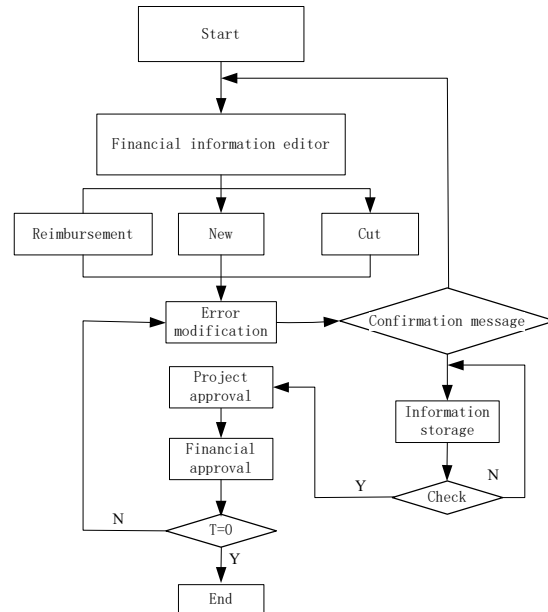 Start
Financial information editor
Reimbursement
New
Cut
Error
modification
Confirmation message
Project
approval
Information
storage
Financial
approval
Y
N
Check
N
T=0
Y
End